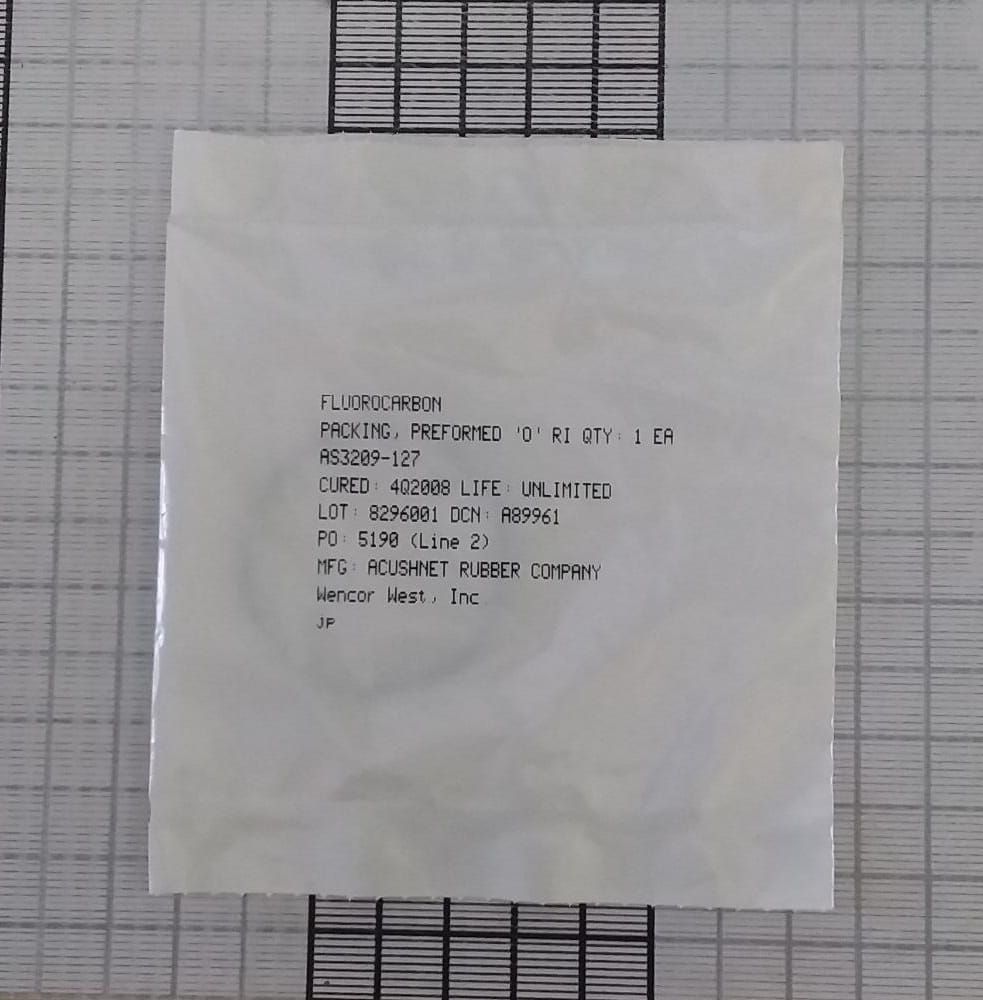 FLUOROCARBON
PACKING, PREFORMED 'O' RI QTY: 1 EA
AS3209-127
CURED: 4Q2008 LIFE: UNLIMITED
LOT: 8296001 DCN: A89961
PO: 5190 (Line 2)
MFG: ACUSHNET RUBBER COMPANY
Wencor West, Inc
JP